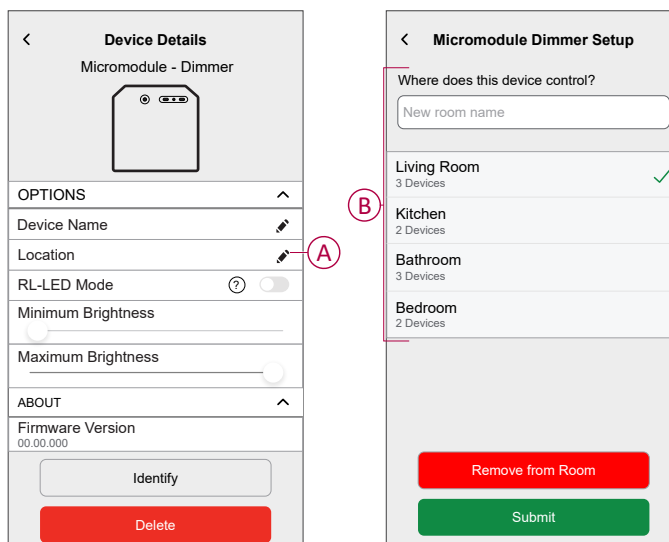 Device Details
Micromodule - Dimmer
OPTIONS
Device Name
Location
A
RL-LED Mode ?
Minimum Brightness
Maximum Brightness
ABOUT
Firmware Version
00.00.000
Identify
Delete
Micromodule Dimmer Setup
Where does this device control?
New room name
B
Living Room
3 Devices
Kitchen
2 Devices
Bathroom
3 Devices
Bedroom
2 Devices
Remove from Room
Submit